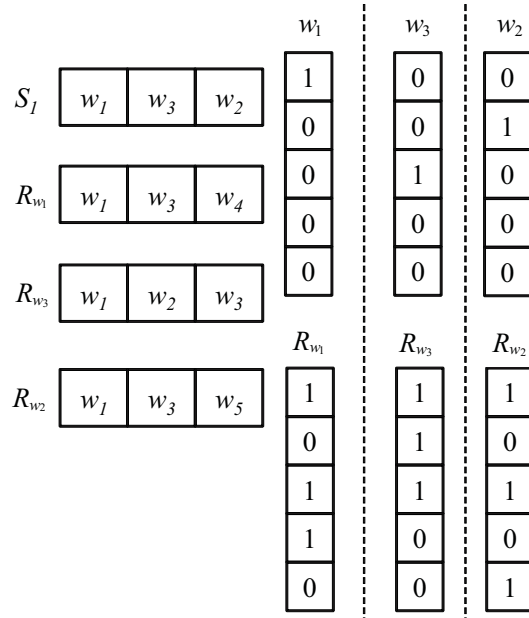 w1 w3 w2
S1 w1 w3 w2 1 0 0
0 0 1
Rw1 w1 w3 w4 0 1 0
0 0 0
Rw3 w1 w2 w3 0 0 0
Rw1 Rw3 Rw2
Rw2 w1 w3 w5 1 1 1
0 1 0
1 1 1
1 0 0
0 0 1